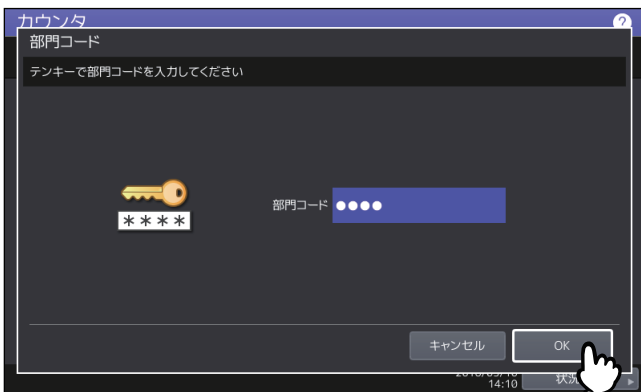 カウンタ
?
部門コード
テンキーで部門コードを入力してください
部門コード ●●●●
****
キャンセル
OK
14:10
状況